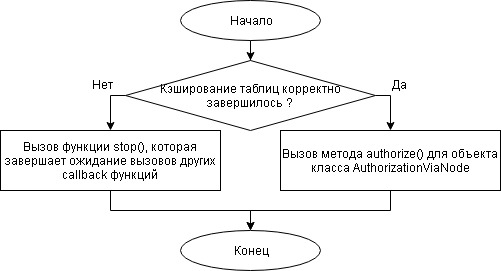 Начало
Кэширование таблиц корректно
завершилось ?
Нет
Да
Вызов функции stop(), которая
завершает ожидание вызовов других
callback функций
Вызов метода authorize() для объекта
класса AuthorizationViaNode
Конец